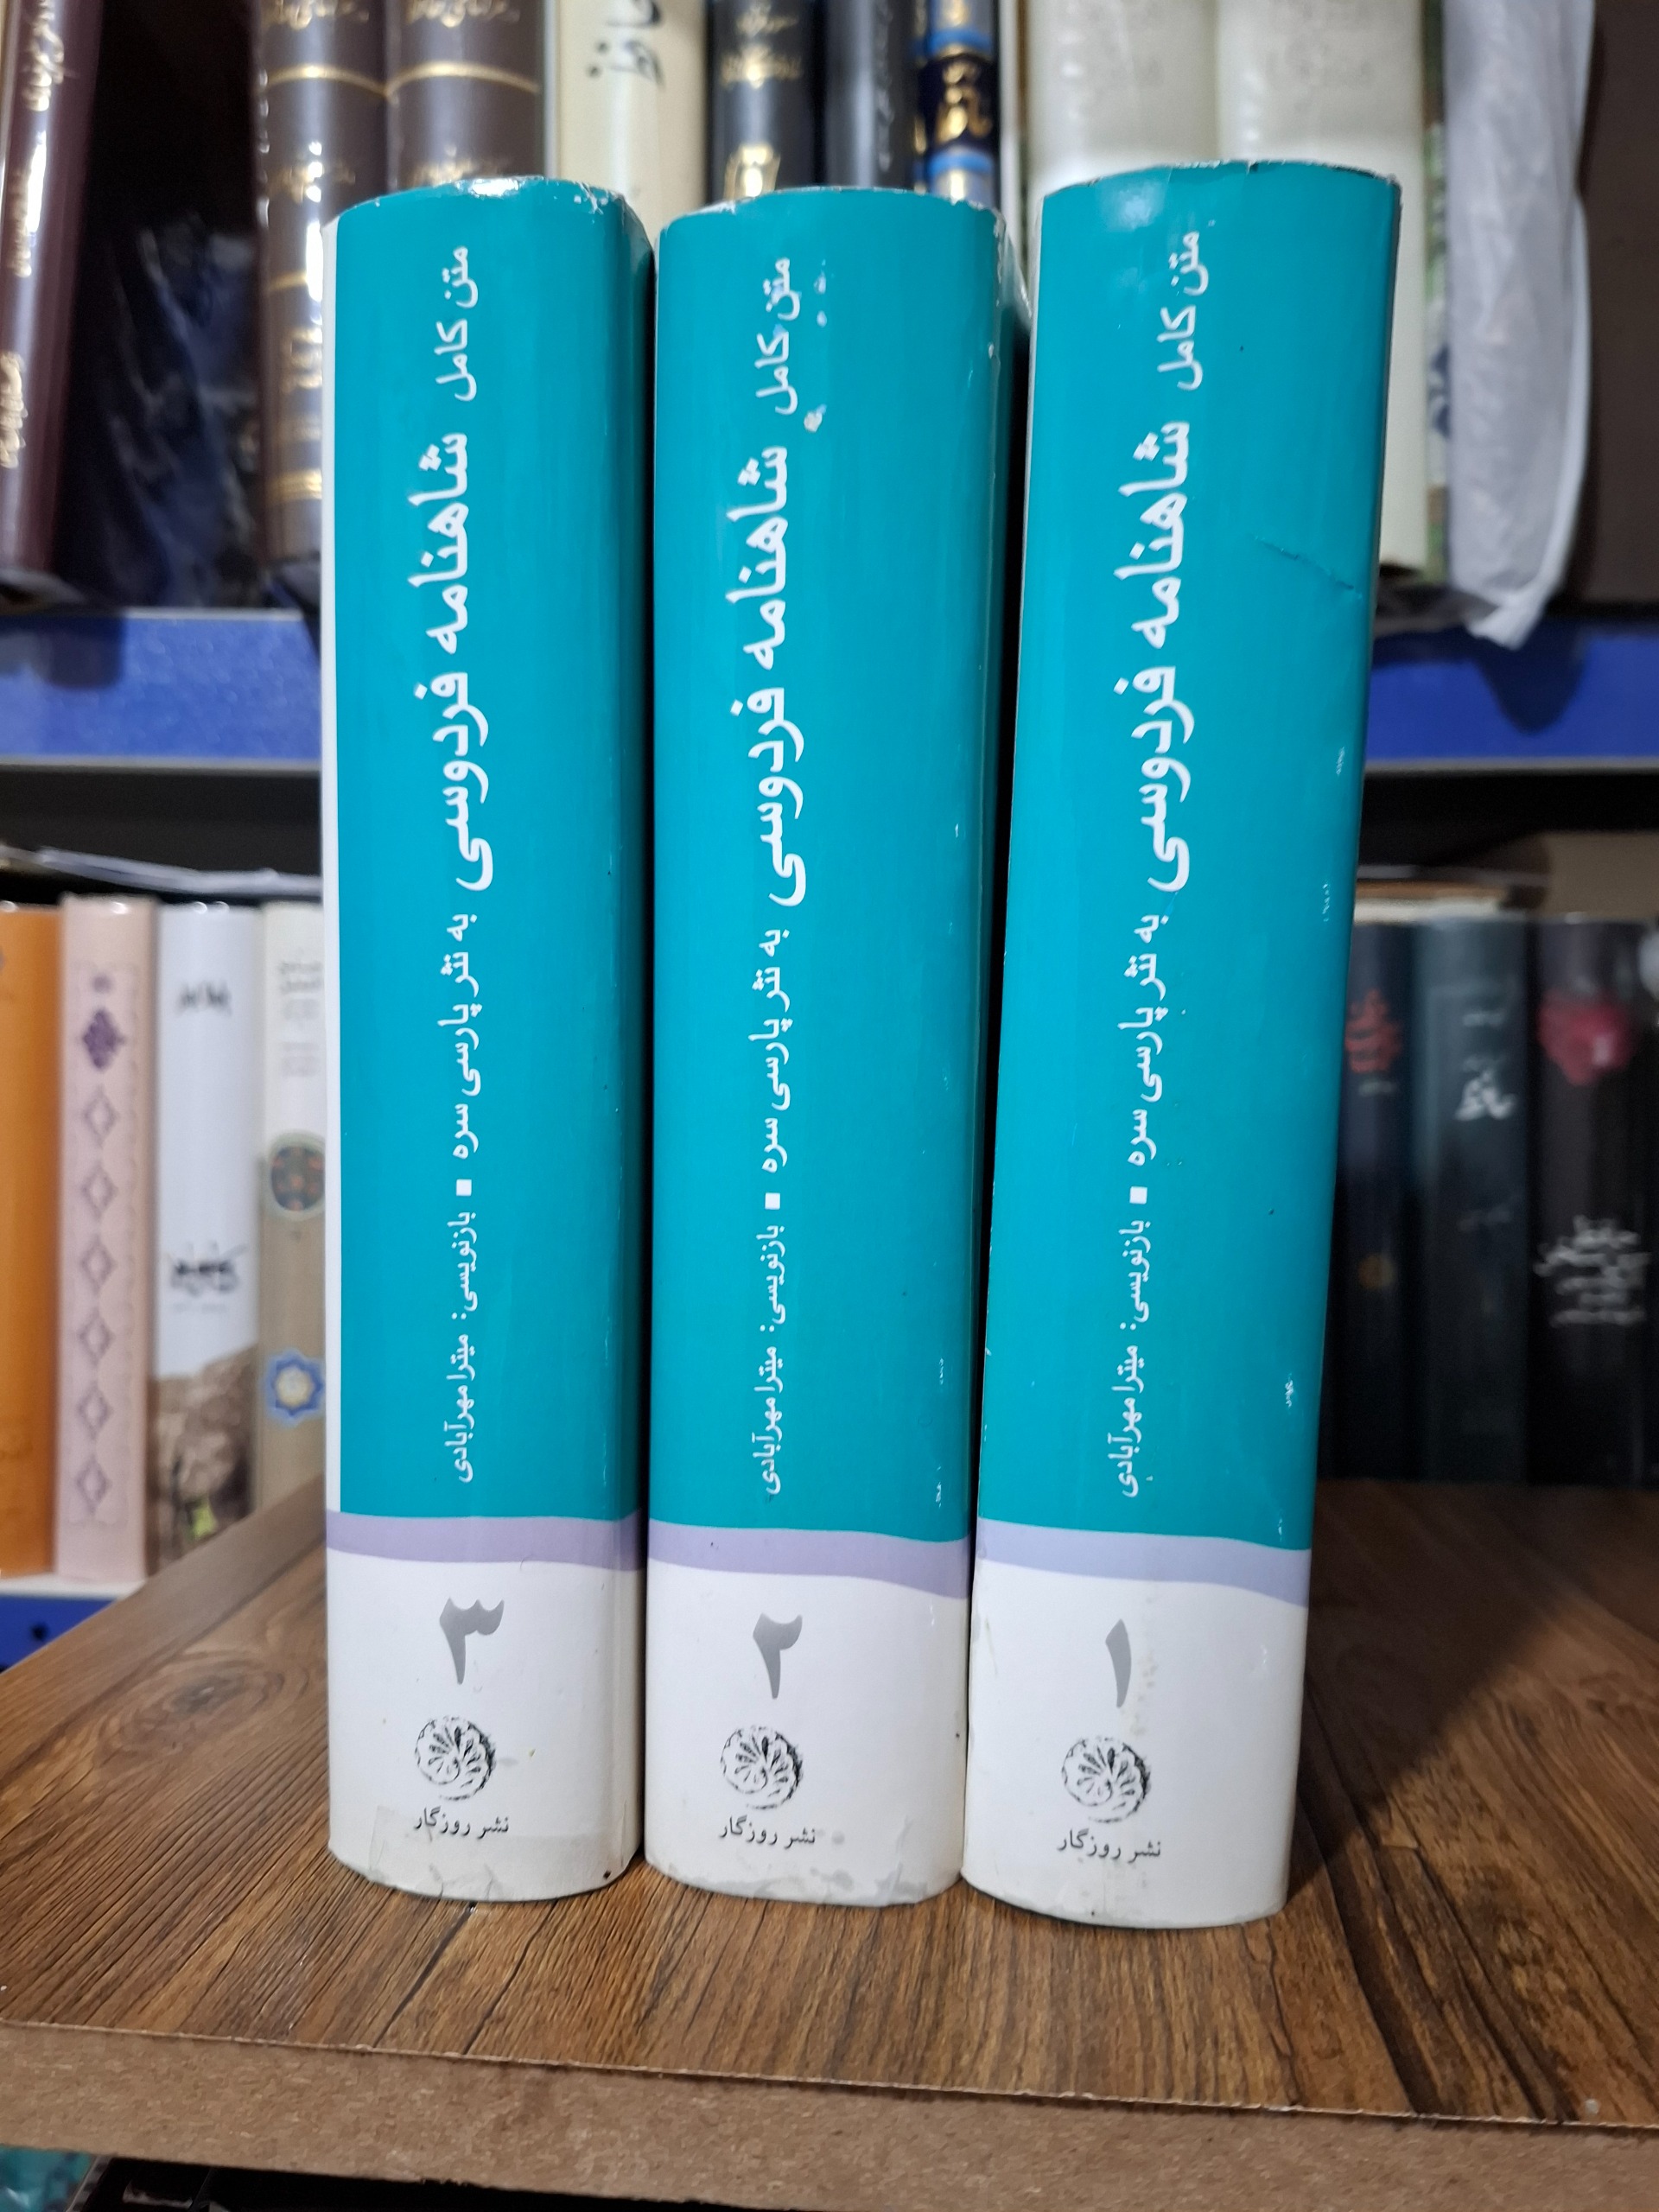 متن کامل شاهنامه فردوسی به نثر پارسی سره ■ بازنویسی: میترا مهرآبادی
۱
نشر روزگار
متن کامل شاهنامه فردوسی به نثر پارسی سره ■ بازنویسی: میترا مهرآبادی
۲
نشر روزگار
متن کامل شاهنامه فردوسی به نثر پارسی سره ■ بازنویسی: میترا مهرآبادی
۳
نشر روزگار
حافظ